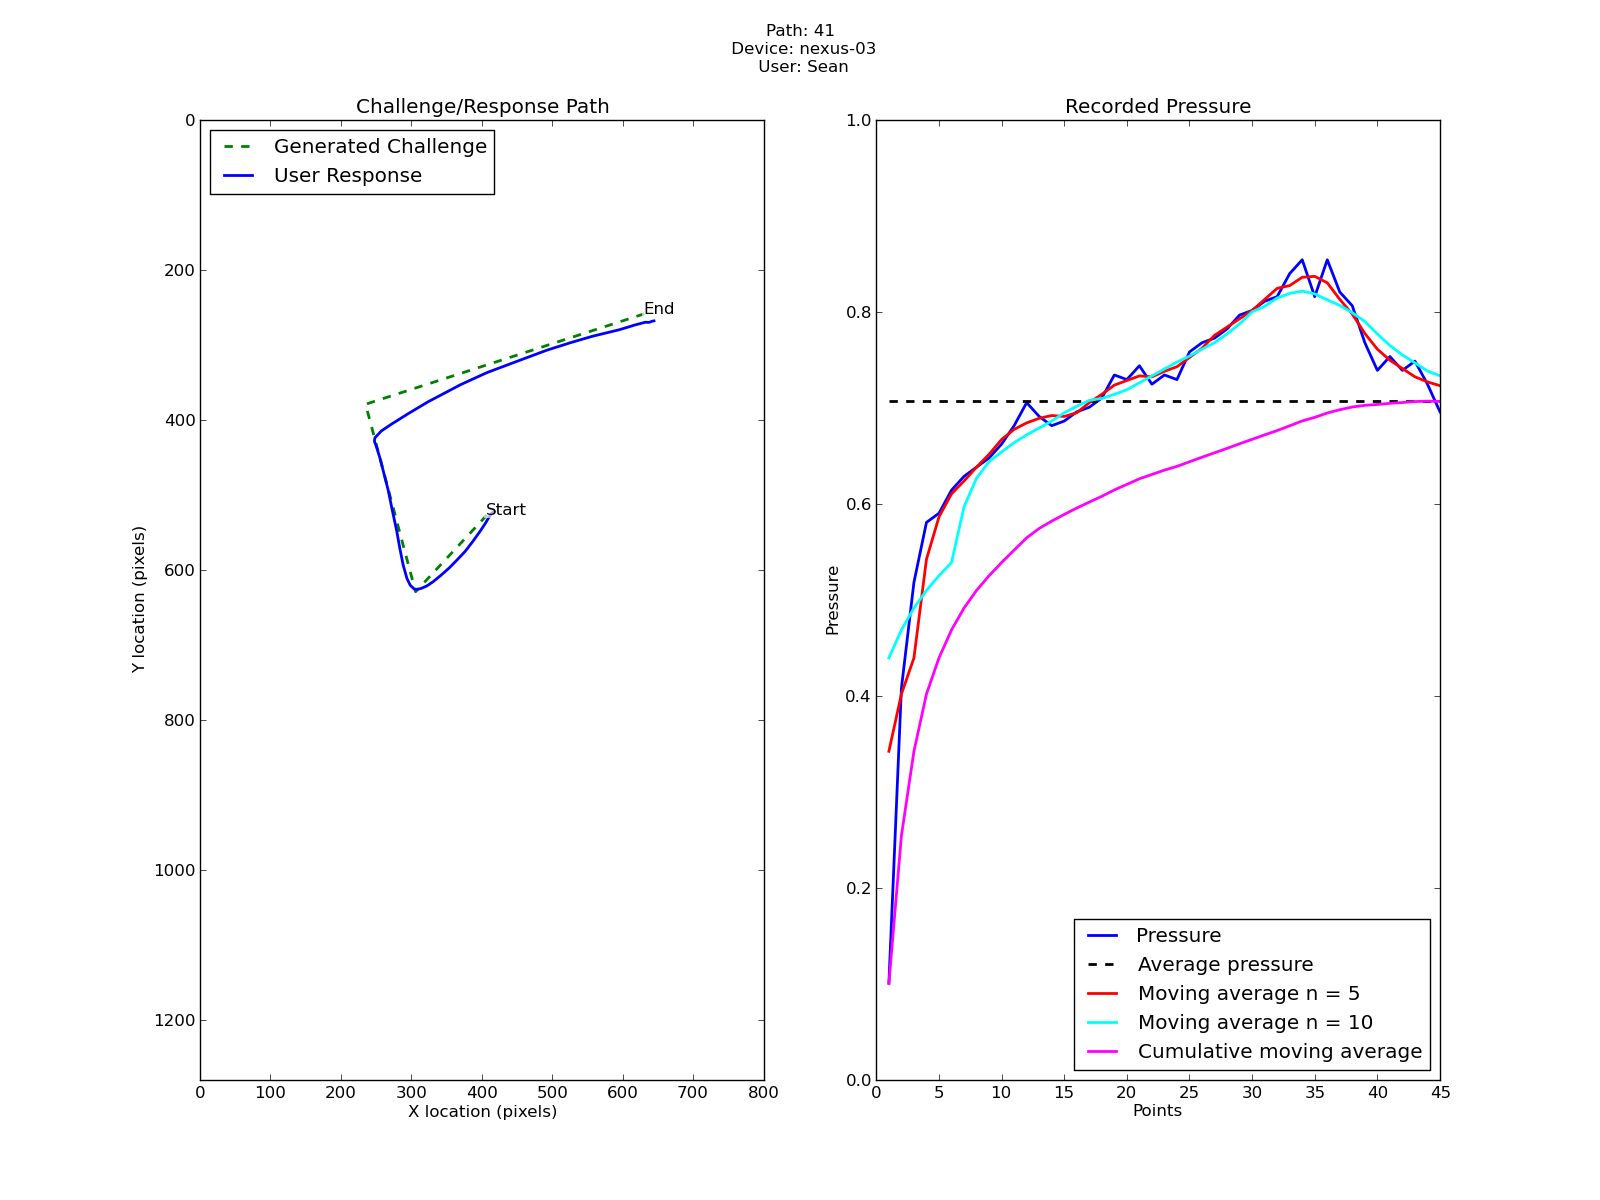 Path: 41
Device: nexus-03
User: Sean
Challenge/Response Path
Generated Challenge
User Response
End
Start
0
200
400
600
800
1000
1200
Y location (pixels)
0 100 200 300 400 500 600 700 800
X location (pixels)
Recorded Pressure
1.0
0.8
0.6
0.4
0.2
0.0
Pressure
Pressure
Average pressure
Moving average n = 5
Moving average n = 10
Cumulative moving average
0 5 10 15 20 25 30 35 40 45
Points